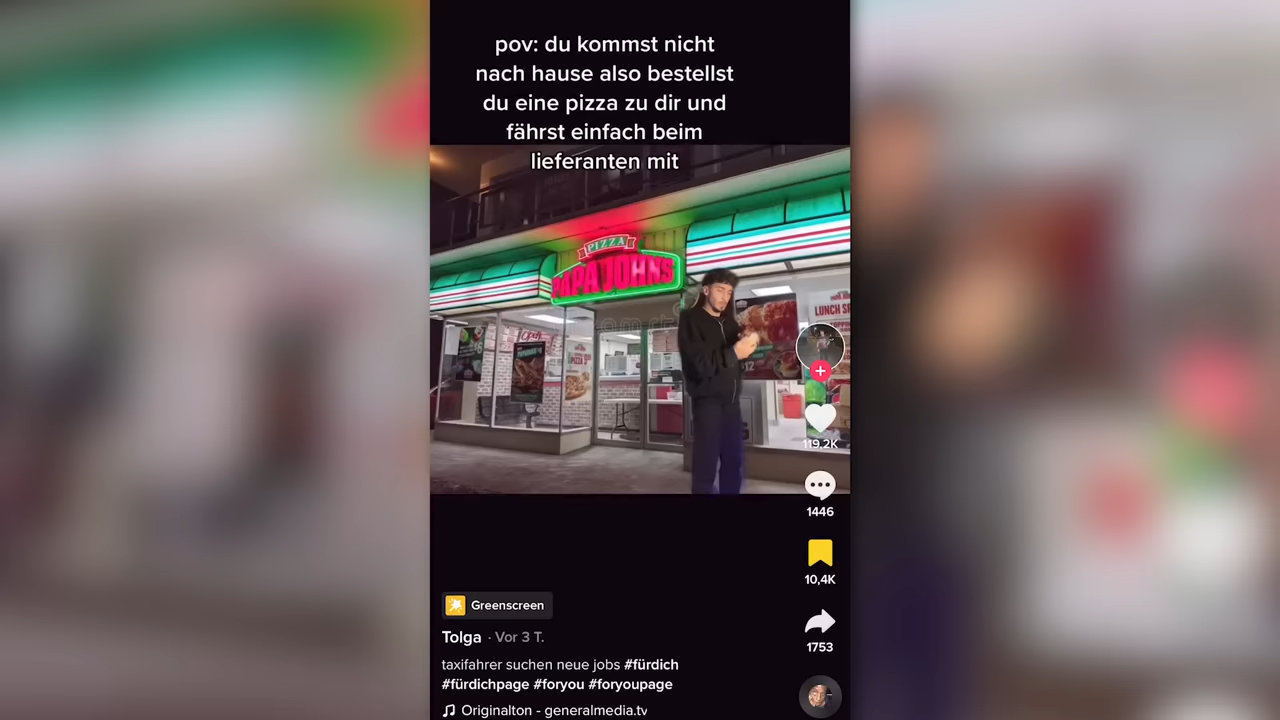 pov: du kommst nicht
nach hause also bestellst
du eine pizza zu dir und
fährst einfach beim
lieferanten mit
PIZZA
PAPA JOHNS
LUNCH
119.2K
1446
10,4K
1753
Greenscreen
Tolga · Vor 3 T.
taxifahrer suchen neue jobs #fürdich
#fürdichpage #foryou #foryoupage
Originalton - generalmedia.tv